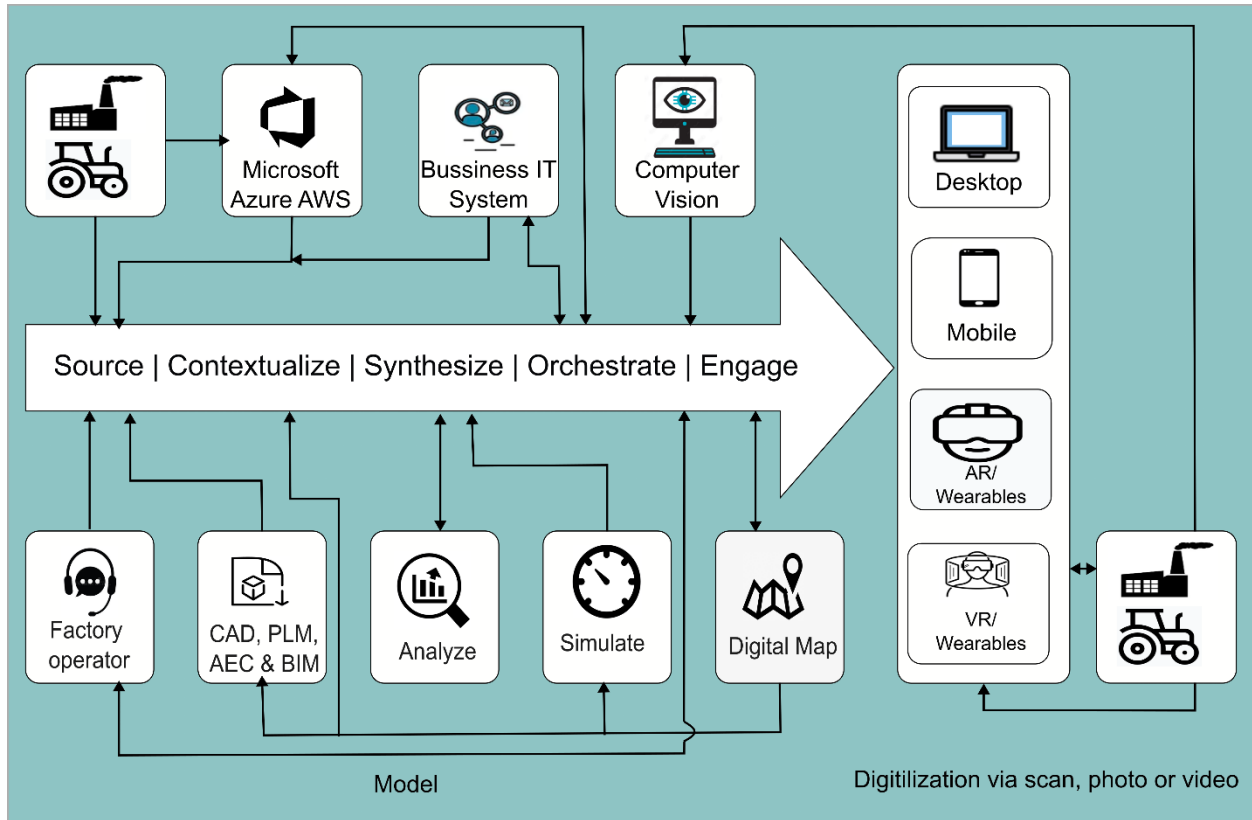 Microsoft
Azure AWS
Bussiness IT
System
Computer
Vision
Desktop
Mobile
AR/
Wearables
VR/
Wearables
Source | Contextualize | Synthesize | Orchestrate | Engage
Factory
operator
CAD, PLM,
AEC & BIM
Analyze
Simulate
Digital Map
Model
Digitilization via scan, photo or video